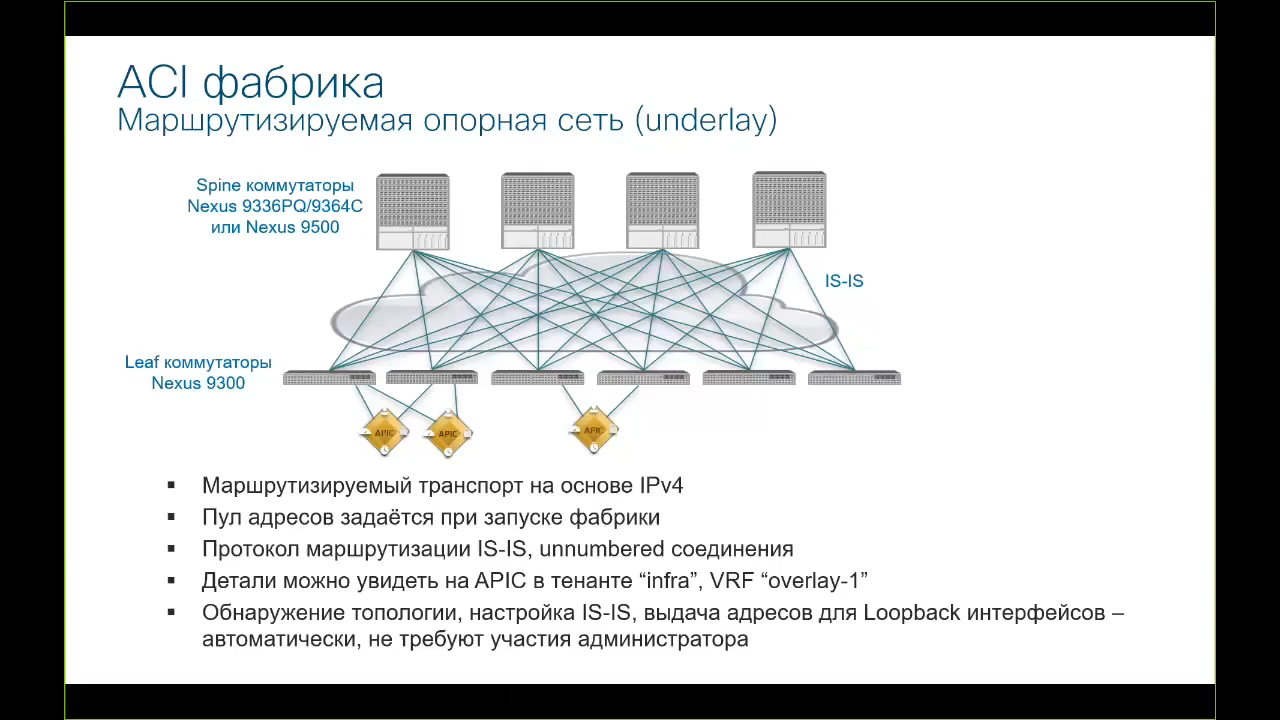 ACI фабрика
Маршрутизируемая опорная сеть (underlay)
Spine коммутаторы
Nexus 9336PQ/9364C
или Nexus 9500
IS-IS
Leaf коммутаторы
Nexus 9300
APIC
APIC
APIC
▪ Маршрутизируемый транспорт на основе IPv4
▪ Пул адресов задаётся при запуске фабрики
▪ Протокол маршрутизации IS-IS, unnumbered соединения
▪ Детали можно увидеть на APIC в тенанте “infra”, VRF “overlay-1”
▪ Обнаружение топологии, настройка IS-IS, выдача адресов для Loopback интерфейсов –
автоматически, не требуют участия администратора